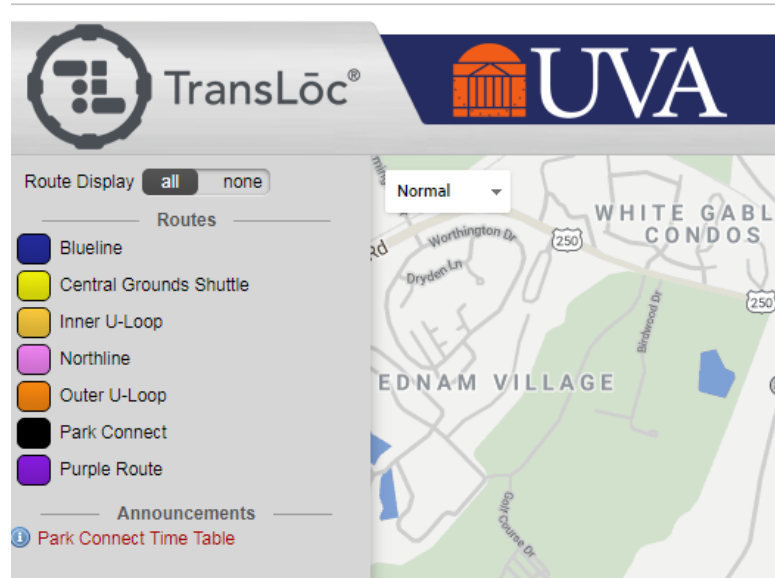 TransLōc®
UVA
Route Display all none
Routes
Blueline
Central Grounds Shuttle
Inner U-Loop
Northline
Outer U-Loop
Park Connect
Purple Route
Announcements
Park Connect Time Table
Normal
WHITE GABL
CONDOS
Rd
Worthington Dr
250
Dryden Ln
250
Birdwood Dr
EDNAM VILLAGE
Golf Course Dr